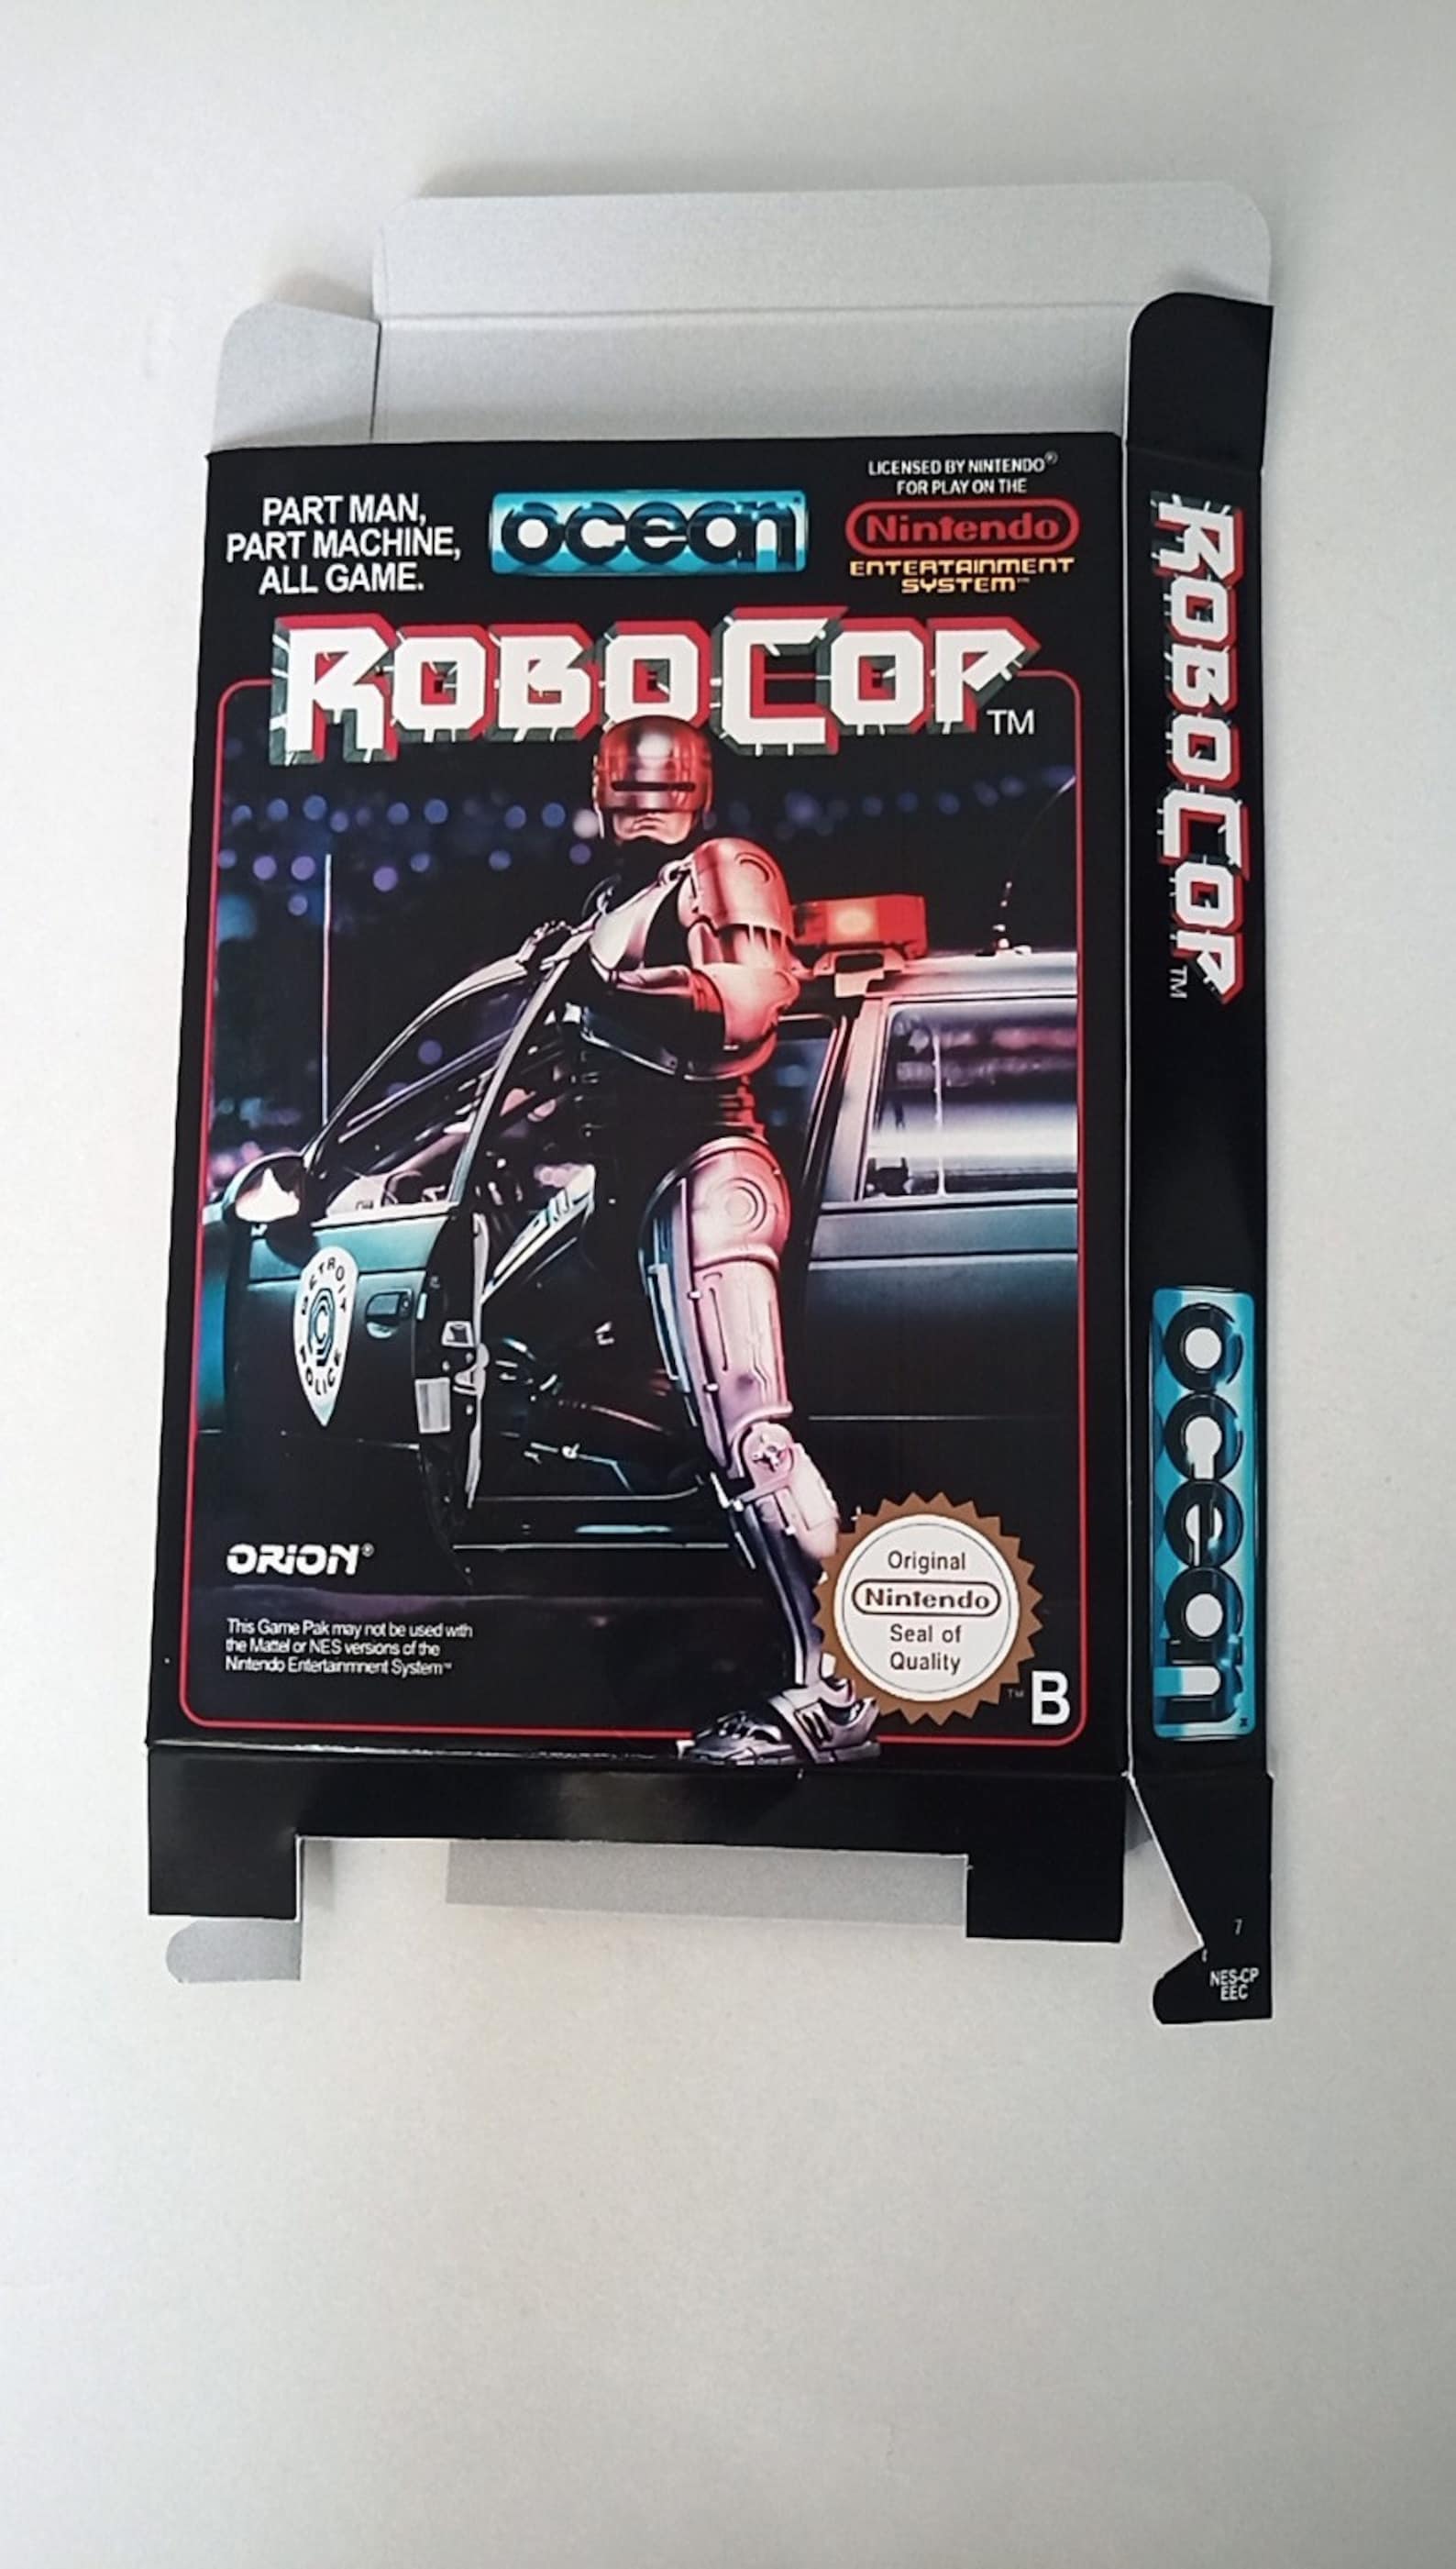 PART MAN,
PART MACHINE,
ALL GAME.
ocean
LICENSED BY NINTENDO®
FOR PLAY ON THE
Nintendo®
ENTERTAINMENT
SYSTEM™
ROBOCOP
TM
DETROIT
POLICE
ORION®
This Game Pak may not be used with
the Mattel or NES versions of the
Nintendo Entertainmnent System™
Original
Nintendo
Seal of
Quality
TM B
ROBOCOP
TM
ocean
7
NES-CP
EEC